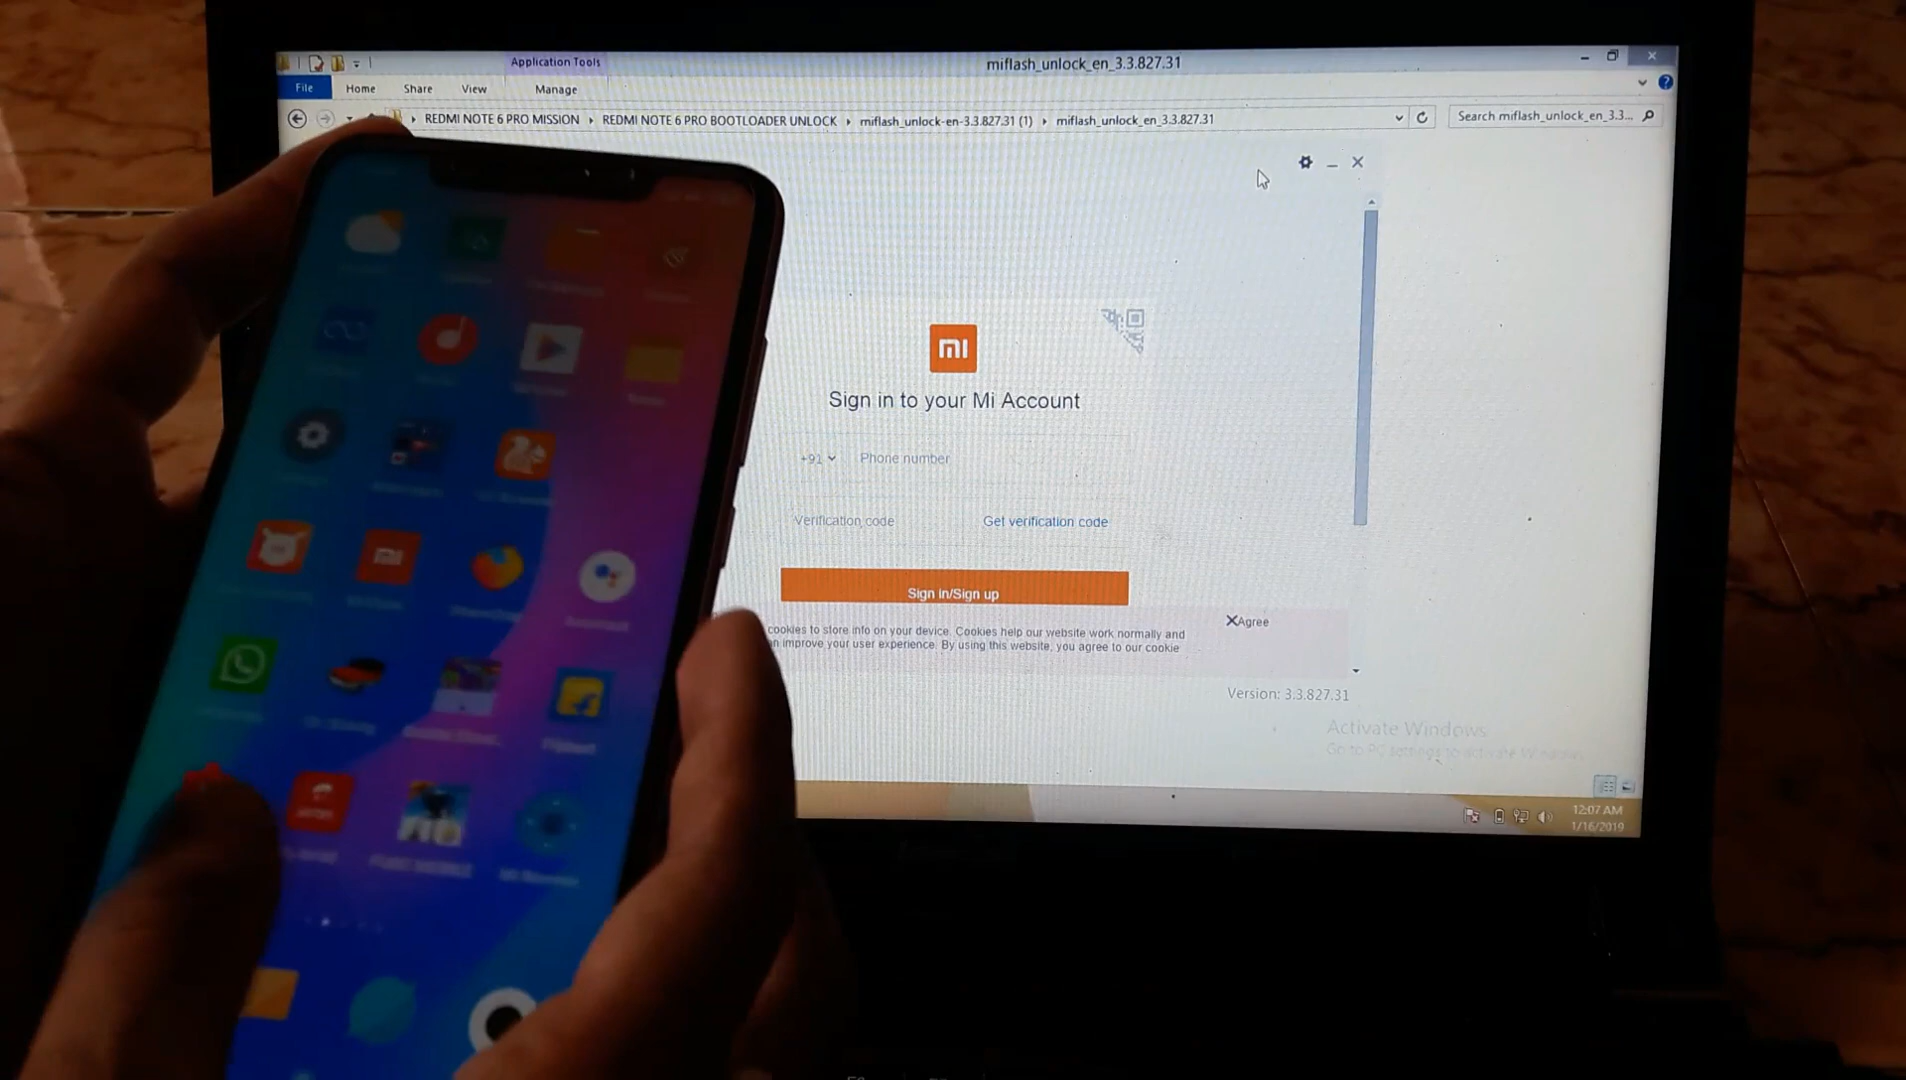 Application Tools
miflash_unlock_en_3.3.827.31
File
Home
Share
View
Manage
REDMI NOTE 6 PRO MISSION
REDMI NOTE 6 PRO BOOTLOADER UNLOCK
miflash_unlock-en-3.3.827.31 (1)
miflash_unlock_en_3.3.827.31
Search miflash_unlock_en_3.3...
mi
Sign in to your Mi Account
+91
Phone number
Verification code
Get verification code
Sign in/Sign up
cookies to store info on your device. Cookies help our website work normally and
improve your user experience. By using this website, you agree to our cookie
Agree
Version: 3.3.827.31
Activate Windows
Go to PC settings to activate Windows.
12:07 AM
1/16/2019